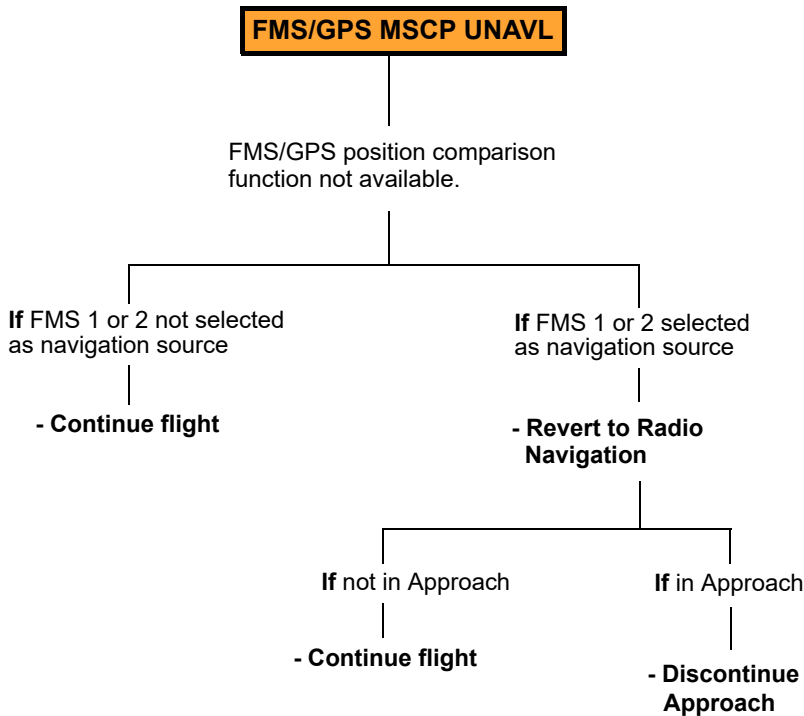 FMS/GPS MSCP UNAVL
FMS/GPS position comparison
function not available.
If FMS 1 or 2 not selected
as navigation source
- Continue flight
If FMS 1 or 2 selected
as navigation source
- Revert to Radio
Navigation
If not in Approach
- Continue flight
If in Approach
- Discontinue
Approach